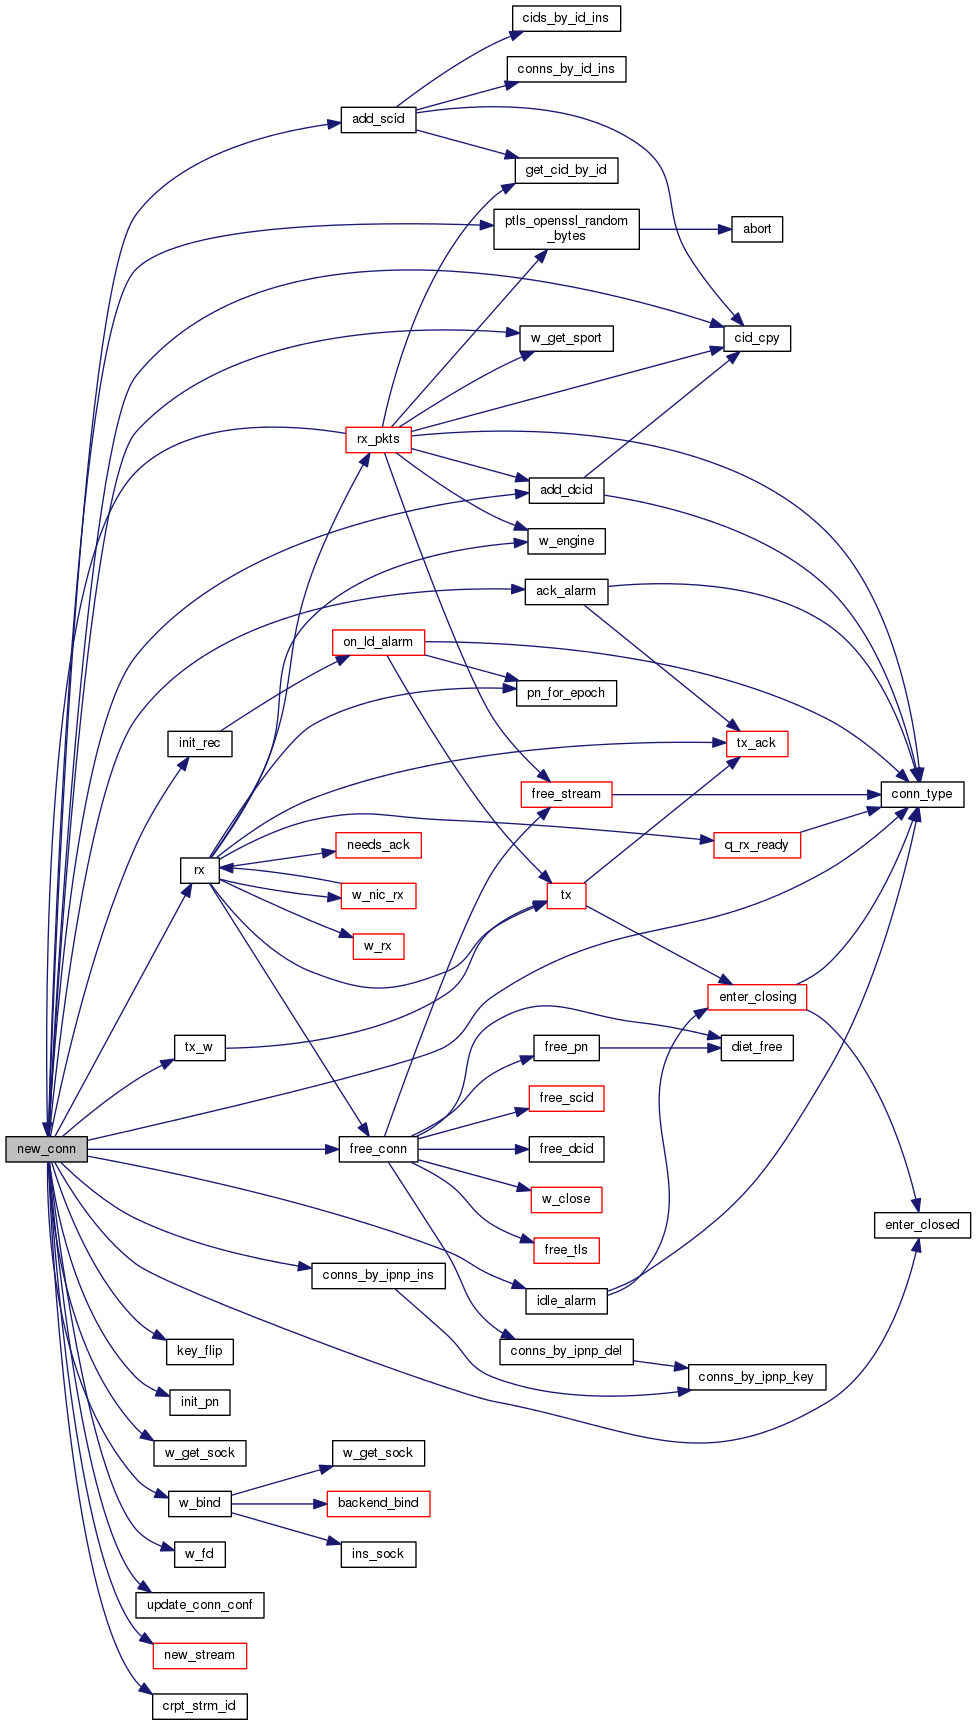 cids_by_id_ins
conns_by_id_ins
add_scid
get_cid_by_id
ptls_openssl_random
_bytes
abort
w_get_sport
cid_cpy
rx_pkts
add_dcid
w_engine
ack_alarm
on_ld_alarm
pn_for_epoch
init_rec
tx_ack
free_stream
conn_type
needs_ack
q_rx_ready
rx
w_nic_rx
tx
w_rx
enter_closing
tx_w
free_pn
diet_free
free_scid
new_conn
free_conn
free_dcid
w_close
enter_closed
free_tls
conns_by_ipnp_ins
idle_alarm
key_flip
conns_by_ipnp_del
conns_by_ipnp_key
init_pn
w_get_sock
w_get_sock
w_bind
backend_bind
w_fd
ins_sock
update_conn_conf
new_stream
crpt_strm_id